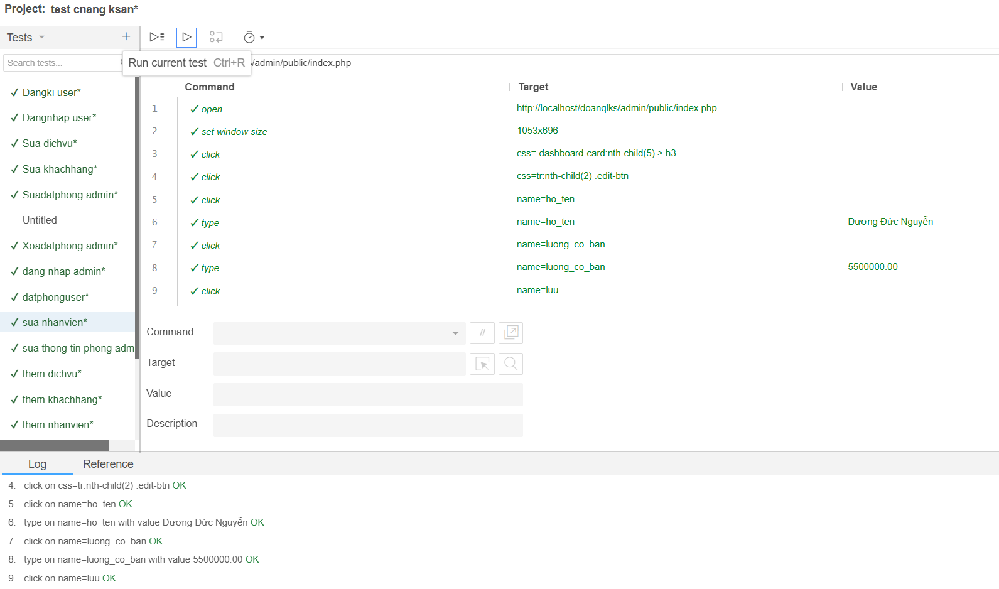 Project: test cnang ksan*
Tests
Search tests...
Run current test Ctrl+R
s/admin/public/index.php
Dangki user*
Dangnhap user*
Sua dichvu*
Sua khachhang*
Suadatphong admin*
Untitled
Xoadatphong admin*
dang nhap admin*
datphonguser*
sua nhanvien*
sua thong tin phong adm
them dichvu*
them khachhang*
them nhanvien*
Command Target Value
1 open http://localhost/doanqlks/admin/public/index.php
2 set window size 1053x696
3 click css=.dashboard-card:nth-child(5) > h3
4 click css=tr:nth-child(2) .edit-btn
5 click name=ho_ten
6 type name=ho_ten Dương Đức Nguyễn
7 click name=luong_co_ban
8 type name=luong_co_ban 5500000.00
9 click name=luu
Command //
Target
Value
Description
Log Reference
4. click on css=tr:nth-child(2) .edit-btn OK
5. click on name=ho_ten OK
6. type on name=ho_ten with value Dương Đức Nguyễn OK
7. click on name=luong_co_ban OK
8. type on name=luong_co_ban with value 5500000.00 OK
9. click on name=luu OK